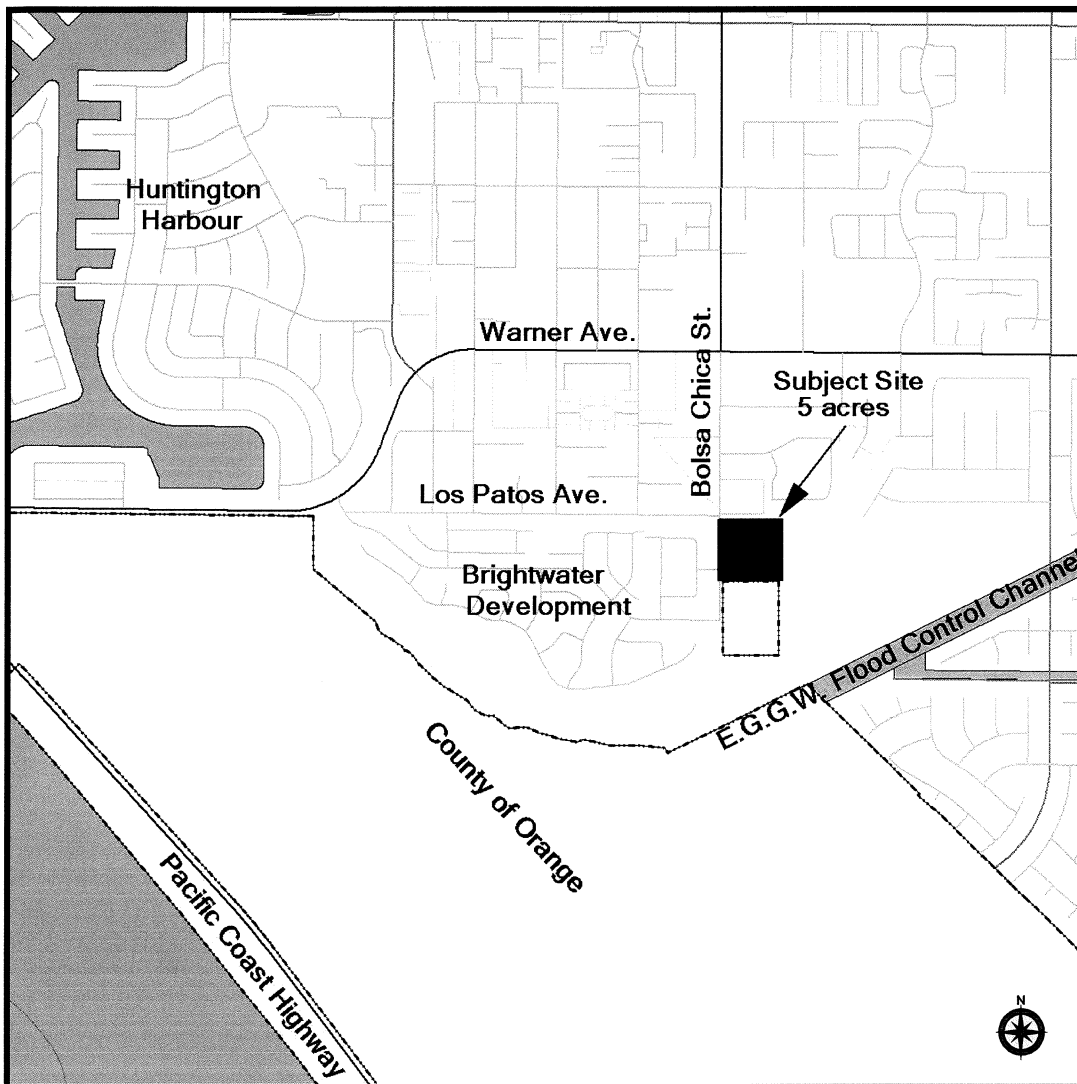 Huntington
Harbour
Warner Ave.
Bolsa Chica St.
Subject Site
5 acres
Los Patos Ave.
Brightwater
Development
E.G.G.W. Flood Control Channel
County of Orange
Pacific Coast Highway
N